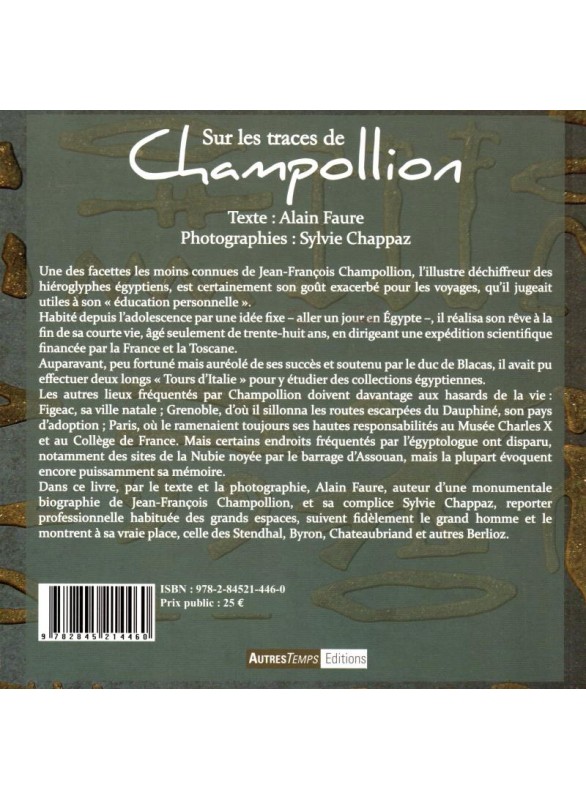 Sur les traces de
Champollion
Texte : Alain Faure
Photographies : Sylvie Chappaz
Une des facettes les moins connues de Jean-François Champollion, l'illustre déchiffreur des
hiéroglyphes égyptiens, est certainement son goût exacerbé pour les voyages, qu'il jugeait
utiles à son « éducation personnelle ».
Habité depuis l'adolescence par une idée fixe – aller un jour en Égypte –, il réalisa son rêve à la
fin de sa courte vie, âgé seulement de trente-huit ans, en dirigeant une expédition scientifique
financée par la France et la Toscane.
Auparavant, peu fortuné mais auréolé de ses succès et soutenu par le duc de Blacas, il avait pu
effectuer deux longs « Tours d'Italie » pour y étudier des collections égyptiennes.
Les autres lieux fréquentés par Champollion doivent davantage aux hasards de la vie :
Figeac, sa ville natale ; Grenoble, d'où il sillonna les routes escarpées du Dauphiné, son pays
d'adoption ; Paris, où le ramenaient toujours ses hautes responsabilités au Musée Charles X
et au Collège de France. Mais certains endroits fréquentés par l'égyptologue ont disparu,
notamment des sites de la Nubie noyée par le barrage d'Assouan, mais la plupart évoquent
encore puissamment sa mémoire.
Dans ce livre, par le texte et la photographie, Alain Faure, auteur d'une monumentale
biographie de Jean-François Champollion, et sa complice Sylvie Chappaz, reporter
professionnelle habituée des grands espaces, suivent fidèlement le grand homme et le
montrent à sa vraie place, celle des Stendhal, Byron, Chateaubriand et autres Berlioz.
ISBN : 978-2-84521-446-0
Prix public : 25 €
9 782845 214460
AUTRESTEMPS Editions